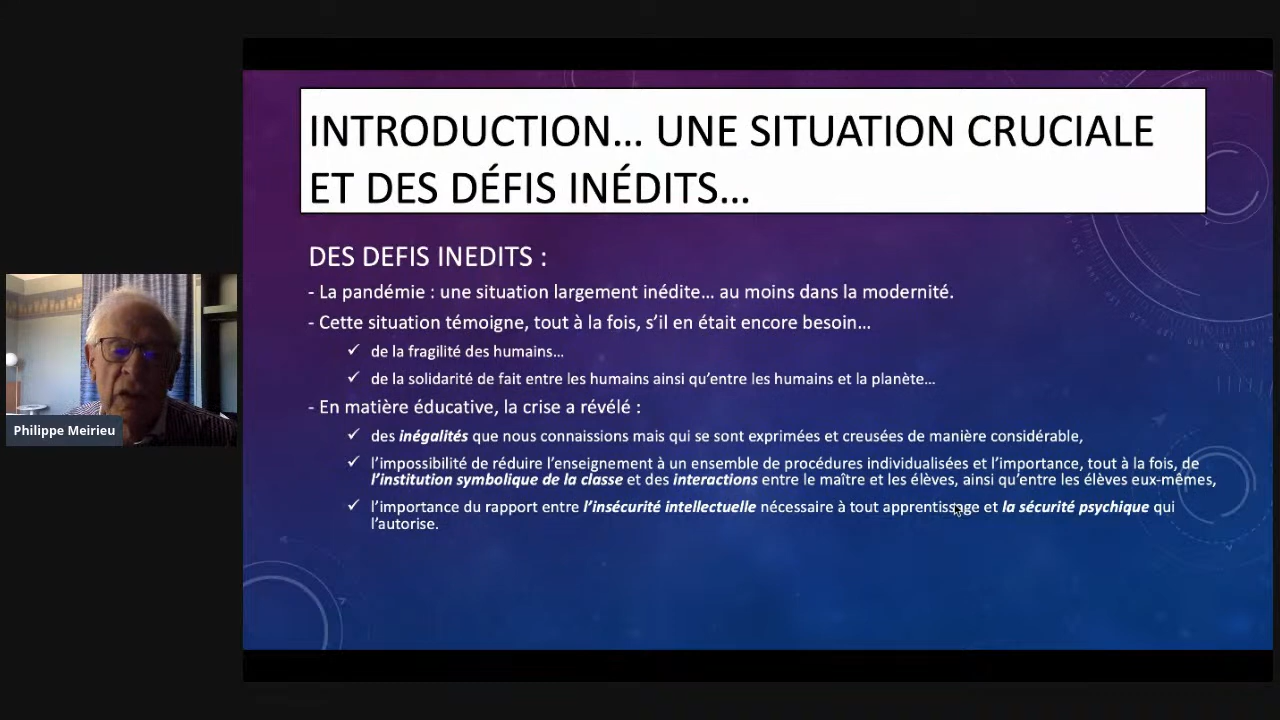 INTRODUCTION… UNE SITUATION CRUCIALE
ET DES DÉFIS INÉDITS…
DES DEFIS INEDITS :
- La pandémie : une situation largement inédite… au moins dans la modernité.
- Cette situation témoigne, tout à la fois, s’il en était encore besoin…
✓ de la fragilité des humains…
✓ de la solidarité de fait entre les humains ainsi qu’entre les humains et la planète…
- En matière éducative, la crise a révélé :
✓ des inégalités que nous connaissions mais qui se sont exprimées et creusées de manière considérable,
✓ l’impossibilité de réduire l’enseignement à un ensemble de procédures individualisées et l’importance, tout à la fois, de
l’institution symbolique de la classe et des interactions entre le maître et les élèves, ainsi qu’entre les élèves eux-mêmes,
✓ l’importance du rapport entre l’insécurité intellectuelle nécessaire à tout apprentissage et la sécurité psychique qui
l’autorise.
Philippe Meirieu